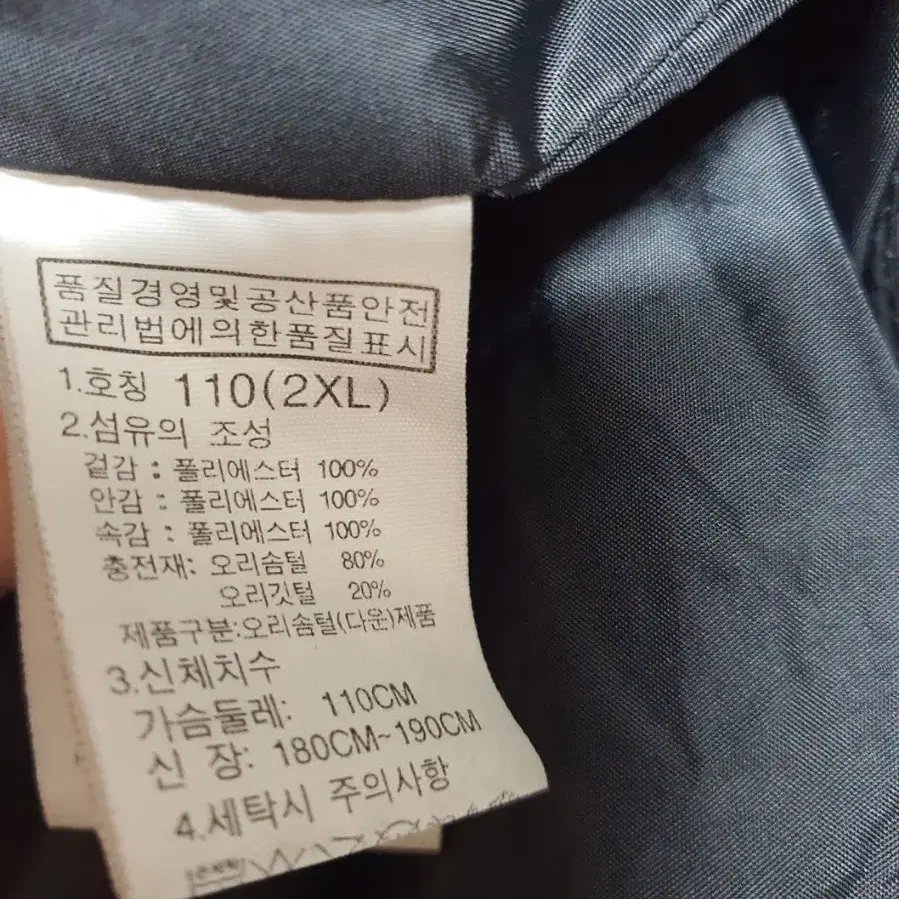 품질경영및공산품안전
관리법에의한품질표시
1.호칭 110(2XL)
2.섬유의 조성
겉감 : 폴리에스터 100%
안감 : 폴리에스터 100%
속감 : 폴리에스터 100%
충전재: 오리솜털 80%
오리깃털 20%
제품구분:오리솜털(다운)제품
3.신체치수
가슴둘레: 110CM
신 장: 180CM~190CM
4.세탁시 주의사항